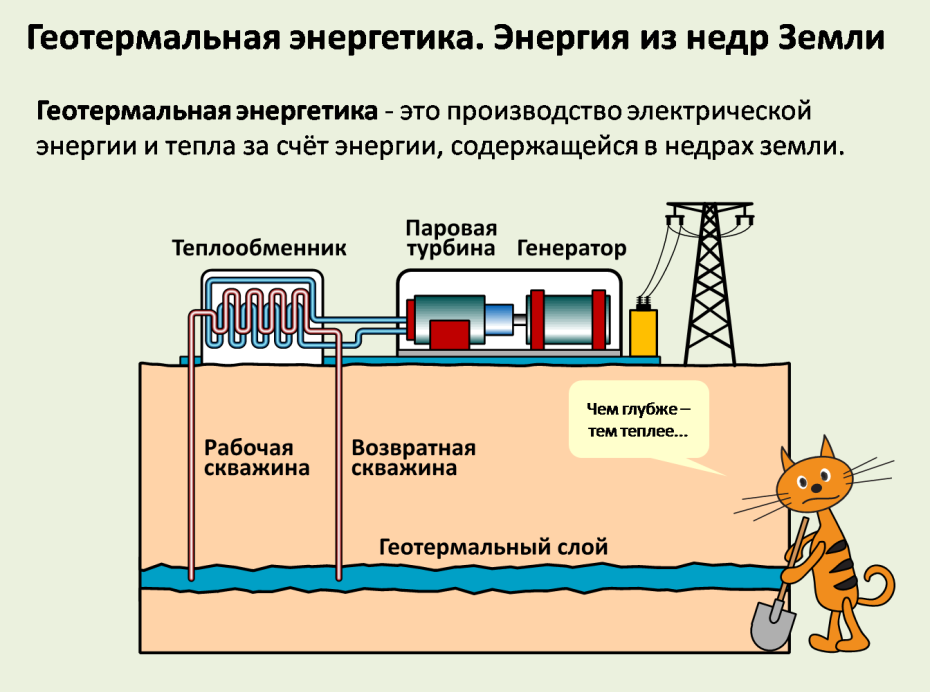 Геотермальная энергетика. Энергия из недр Земли
Геотермальная энергетика - это производство электрической
энергии и тепла за счёт энергии, содержащейся в недрах земли.
Теплообменник
Паровая
турбина
Генератор
Чем глубже –
тем теплее...
Рабочая
скважина
Возвратная
скважина
Геотермальный слой